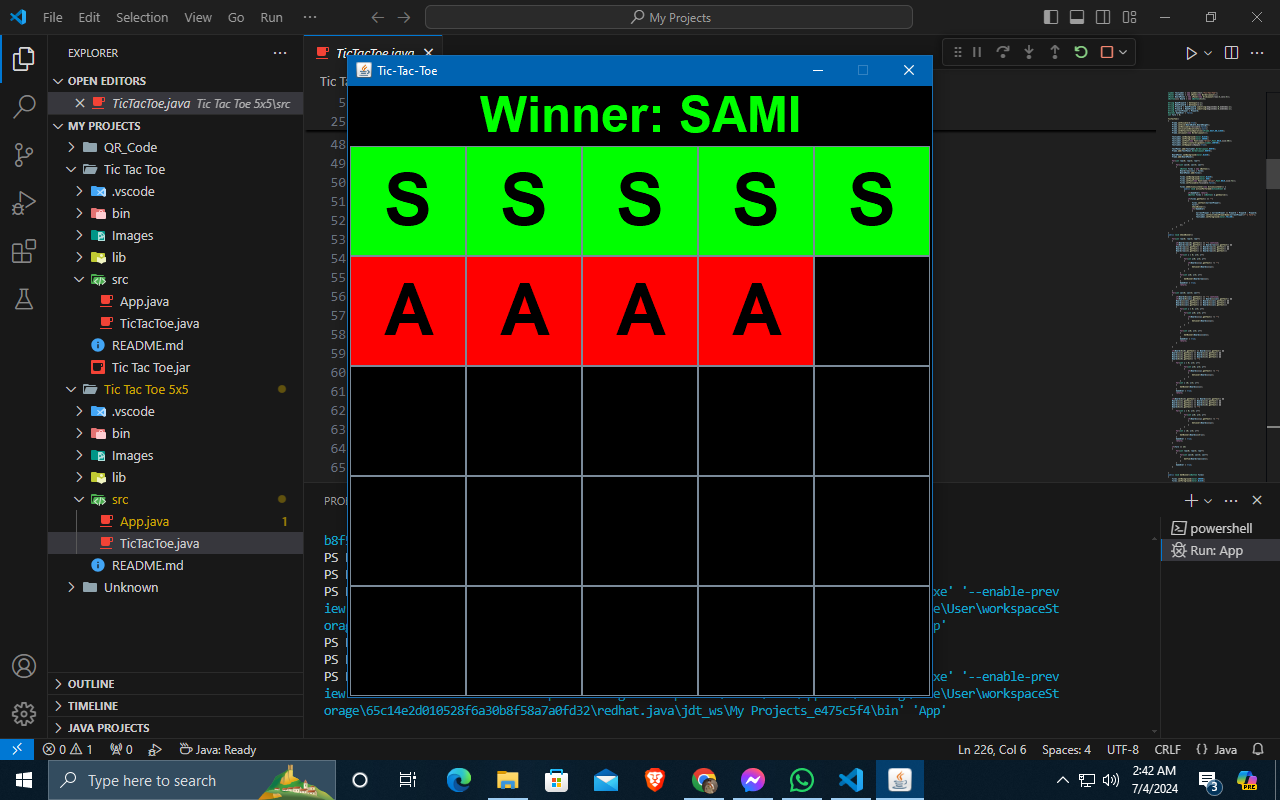 File Edit Selection View Go Run ··· My Projects
EXPLORER
OPEN EDITORS
TicTacToe.java Tic Tac Toe 5x5\src
MY PROJECTS
QR_Code
Tic Tac Toe
.vscode
bin
Images
lib
src
App.java
TicTacToe.java
README.md
Tic Tac Toe.jar
Tic Tac Toe 5x5
.vscode
bin
Images
lib
src
App.java 1
TicTacToe.java
README.md
Unknown
OUTLINE
TIMELINE
JAVA PROJECTS
TicTacToe.java
Tic Ta
5
25
48
49
50
51
52
53
54
55
56
57
58
59
60
61
62
63
64
65
Tic-Tac-Toe
Winner: SAMI
S S S S S
A A A A
PRO
powershell
Run: App
b8f5
PS
PS
PS xe' '--enable-prev
iew e\User\workspaceSt
orag p'
PS
PS
PS xe' '--enable-prev
iew e\User\workspaceSt
orage\65c14e2d010528f6a30b8f58a7a0fd32\redhat.java\jdt_ws\My Projects_e475c5f4\bin' 'App'
0 1 0 Java: Ready Ln 226, Col 6 Spaces: 4 UTF-8 CRLF {} Java
Type here to search
2:42 AM
7/4/2024
3
PRE